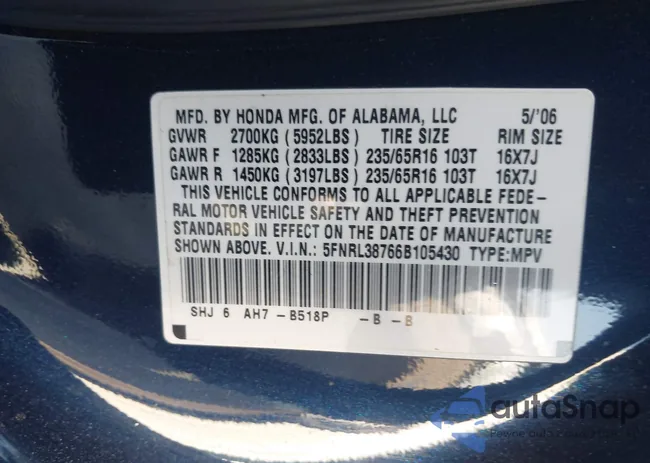 MFD. BY HONDA MFG. OF ALABAMA, LLC 5/'06
GVWR 2700KG (5952LBS) TIRE SIZE RIM SIZE
GAWR F 1285KG (2833LBS) 235/65R16 103T 16X7J
GAWR R 1450KG (3197LBS) 235/65R16 103T 16X7J
THIS VEHICLE CONFORMS TO ALL APPLICABLE FEDE-
RAL MOTOR VEHICLE SAFETY AND THEFT PREVENTION
STANDARDS IN EFFECT ON THE DATE OF MANUFACTURE
SHOWN ABOVE. V.I.N.: 5FNRL38766B105430 TYPE:MPV
SHJ 6 AH7 -B518P -B -B
autaSnap
Pewne auto